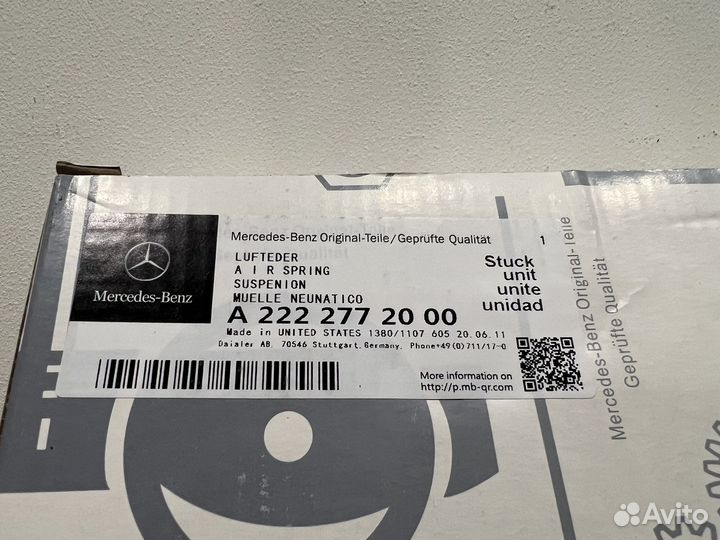 Mercedes-Benz
Mercedes-Benz Original-Teile/Geprüfte Qualität
1
LUFTEDER
A I R SPRING
SUSPENION
MUELLE NEUNATICO
Stuck
unit
unite
unidad
A 222 277 20 00
Made in UNITED STATES 1380/1107 605 20.06.11
Daialer AB, 70546 Stuttgart, Germany, Phone+49(0)711/17-0
More information on
http://p.mb-qr.com
Mercedes-Benz Original-Teile
Geprüfte Qualität
Avito